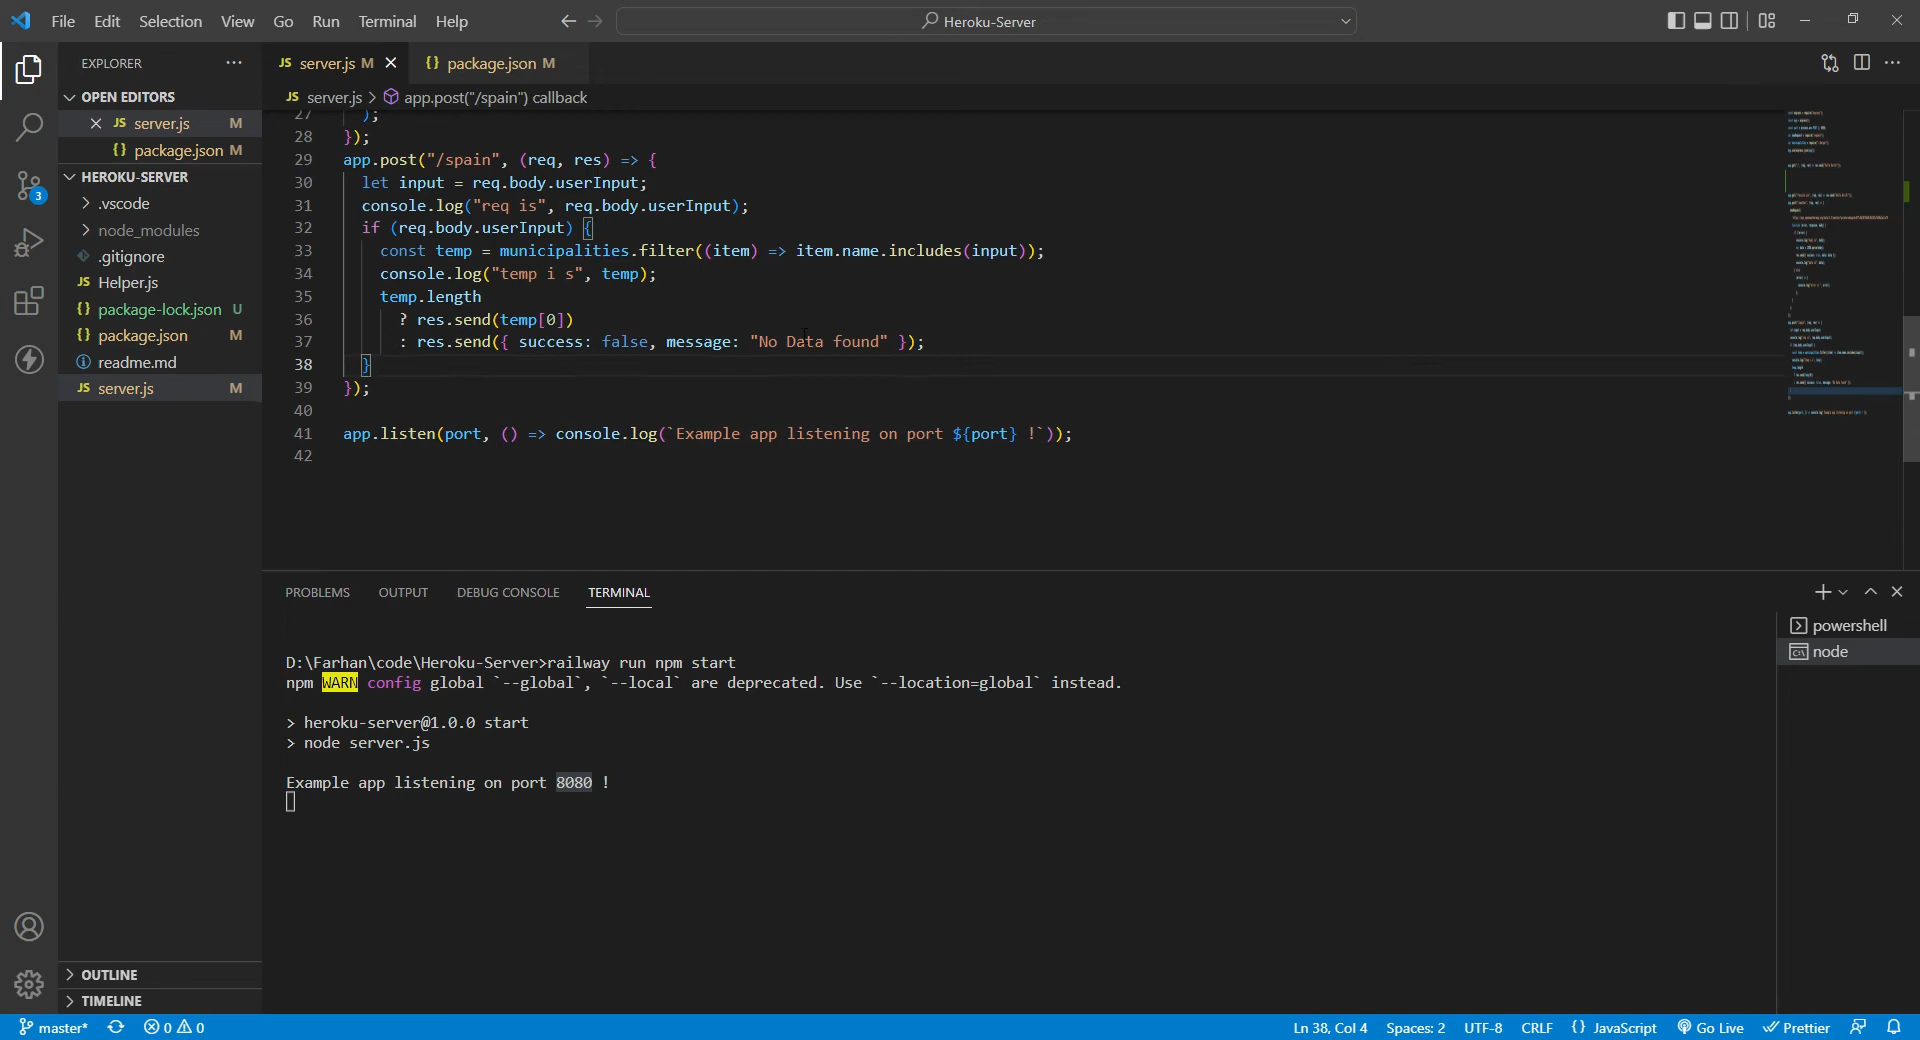 File Edit Selection View Go Run Terminal Help
Heroku-Server
EXPLORER
OPEN EDITORS
JS server.js M
{} package.json M
HEROKU-SERVER
.vscode
node_modules
.gitignore
JS Helper.js
{} package-lock.json U
{} package.json M
readme.md
JS server.js M
OUTLINE
TIMELINE
3
JS server.js M
{} package.json M
JS server.js > app.post("/spain") callback
27 );
28 });
29 app.post("/spain", (req, res) => {
30 let input = req.body.userInput;
31 console.log("req is", req.body.userInput);
32 if (req.body.userInput) {
33 const temp = municipalities.filter((item) => item.name.includes(input));
34 console.log("temp i s", temp);
35 temp.length
36 ? res.send(temp[0])
37 : res.send({ success: false, message: "No Data found" });
38 }
39 });
40
41 app.listen(port, () => console.log(`Example app listening on port ${port} !`));
42
PROBLEMS OUTPUT DEBUG CONSOLE TERMINAL
powershell
node
D:\Farhan\code\Heroku-Server>railway run npm start
npm WARN config global `--global`, `--local` are deprecated. Use `--location=global` instead.
> heroku-server@1.0.0 start
> node server.js
Example app listening on port 8080 !
master* 0 0 Ln 38, Col 4 Spaces: 2 UTF-8 CRLF {} JavaScript Go Live Prettier